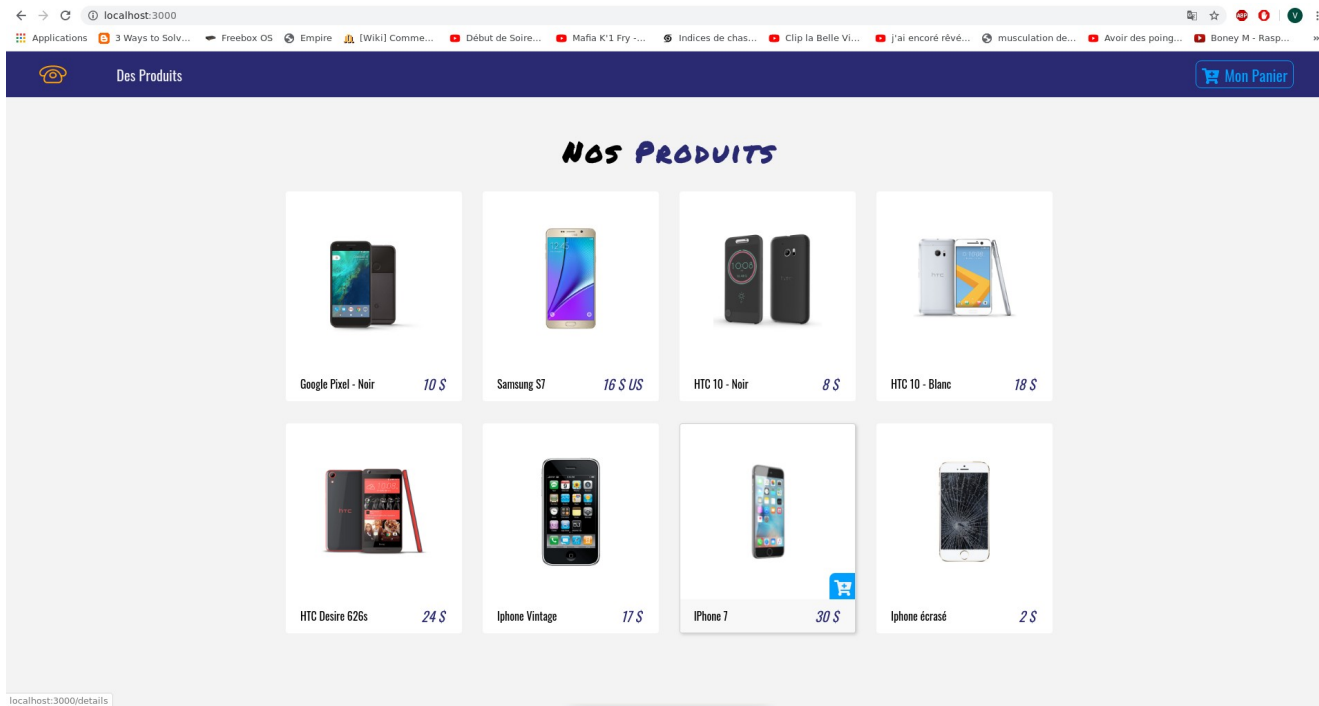 localhost:3000
Applications 3 Ways to Solv... Freebox OS Empire [Wiki] Comme... Début de Soire... Mafia K'1 Fry -... Indices de chas... Clip la Belle Vi... j'ai encoré rêvé... musculation de... Avoir des poing... Boney M - Rasp... »
Des Produits Mon Panier
Nos Produits
Google Pixel - Noir 10 $ Samsung S7 16 $ US HTC 10 - Noir 8 $ HTC 10 - Blanc 18 $
HTC Desire 626s 24 $ Iphone Vintage 17 $ IPhone 7 30 $ Iphone écrasé 2 $
localhost:3000/details